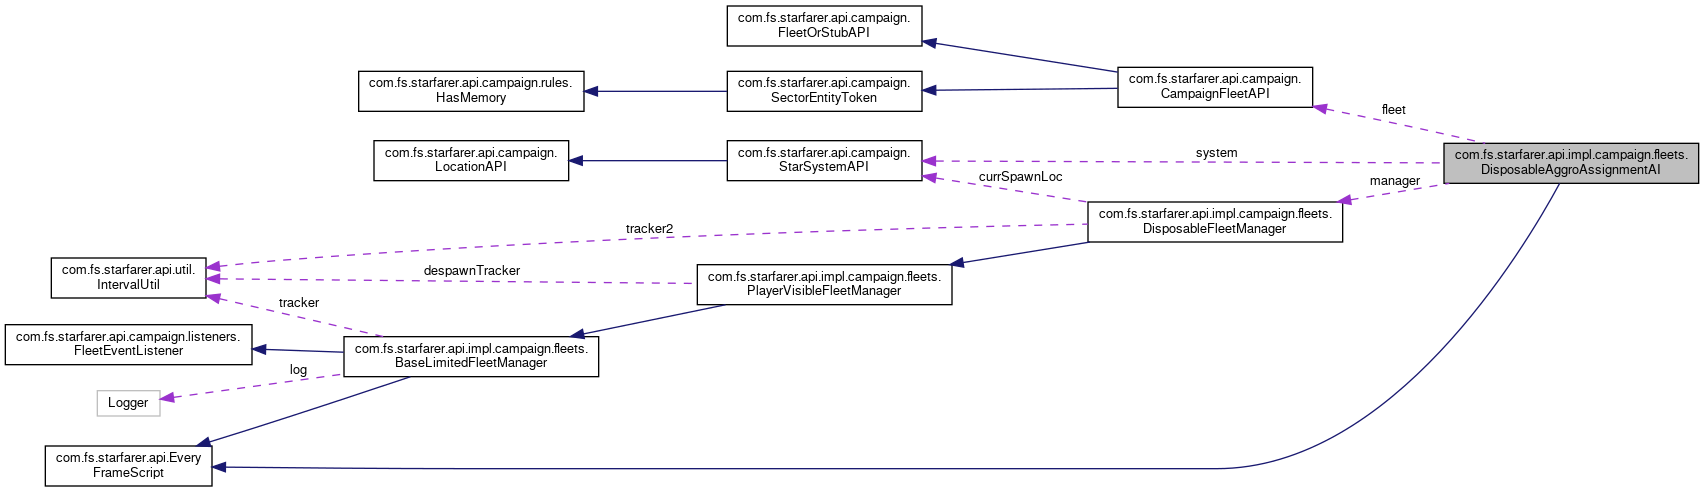 com.fs.starfarer.api.campaign.
FleetOrStubAPI
com.fs.starfarer.api.campaign.rules.
HasMemory
com.fs.starfarer.api.campaign.
SectorEntityToken
com.fs.starfarer.api.campaign.
CampaignFleetAPI
fleet
com.fs.starfarer.api.campaign.
LocationAPI
com.fs.starfarer.api.campaign.
StarSystemAPI
system
com.fs.starfarer.api.impl.campaign.fleets.
DisposableAggroAssignmentAI
currSpawnLoc
manager
com.fs.starfarer.api.impl.campaign.fleets.
DisposableFleetManager
tracker2
com.fs.starfarer.api.util.
IntervalUtil
despawnTracker
com.fs.starfarer.api.impl.campaign.fleets.
PlayerVisibleFleetManager
tracker
com.fs.starfarer.api.campaign.listeners.
FleetEventListener
com.fs.starfarer.api.impl.campaign.fleets.
BaseLimitedFleetManager
log
Logger
com.fs.starfarer.api.Every
FrameScript